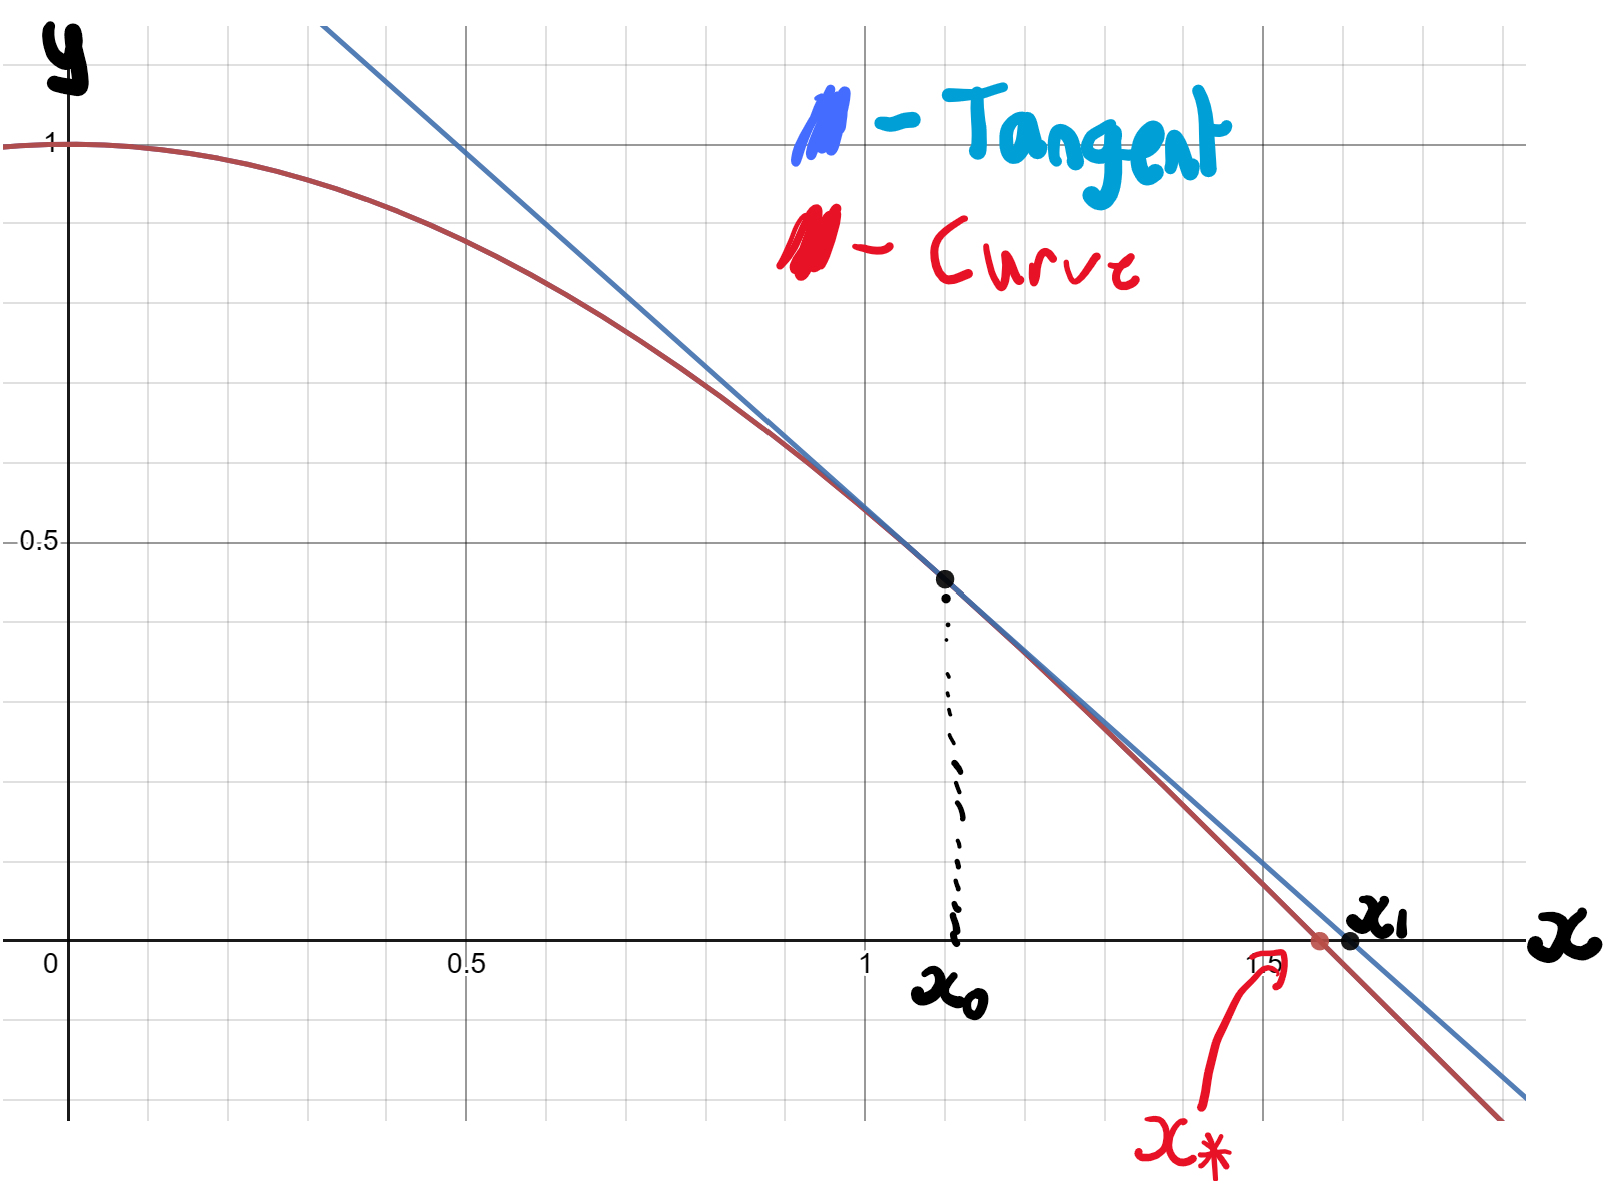 y
- Tangent
1
- Curve
0.5
x₁
x
0 0.5 1 1.5
x₀
x*